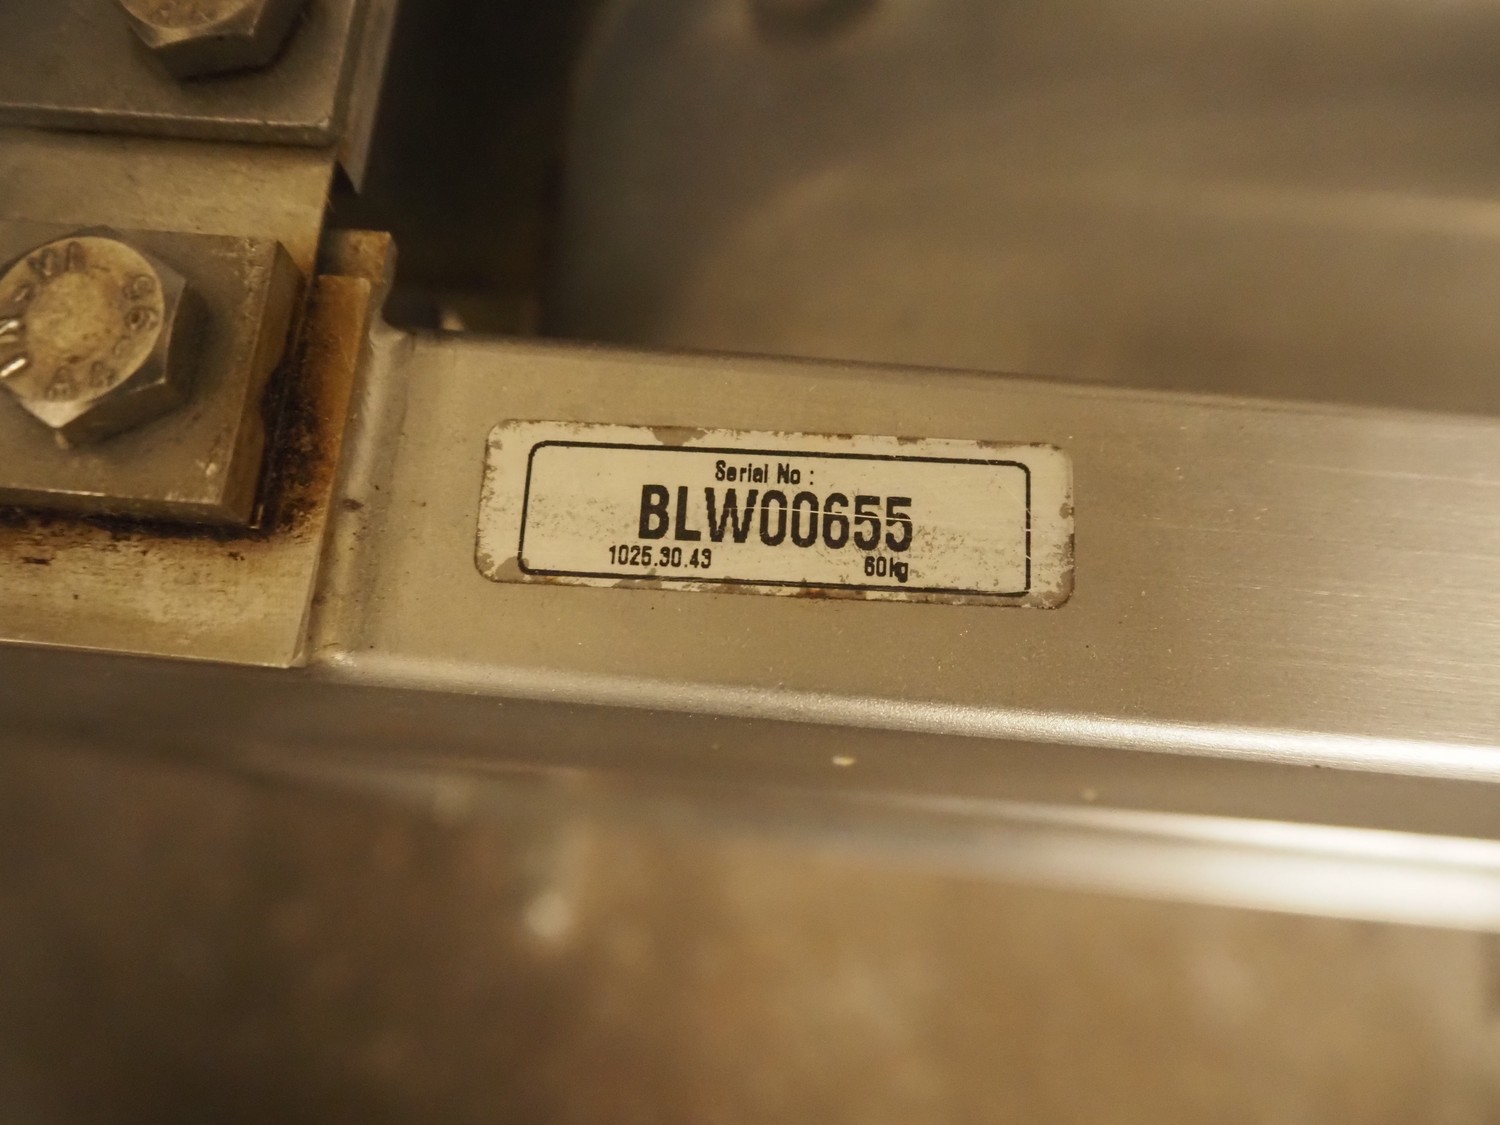 Serial No :
BLW00655
1025.30.43 60kg